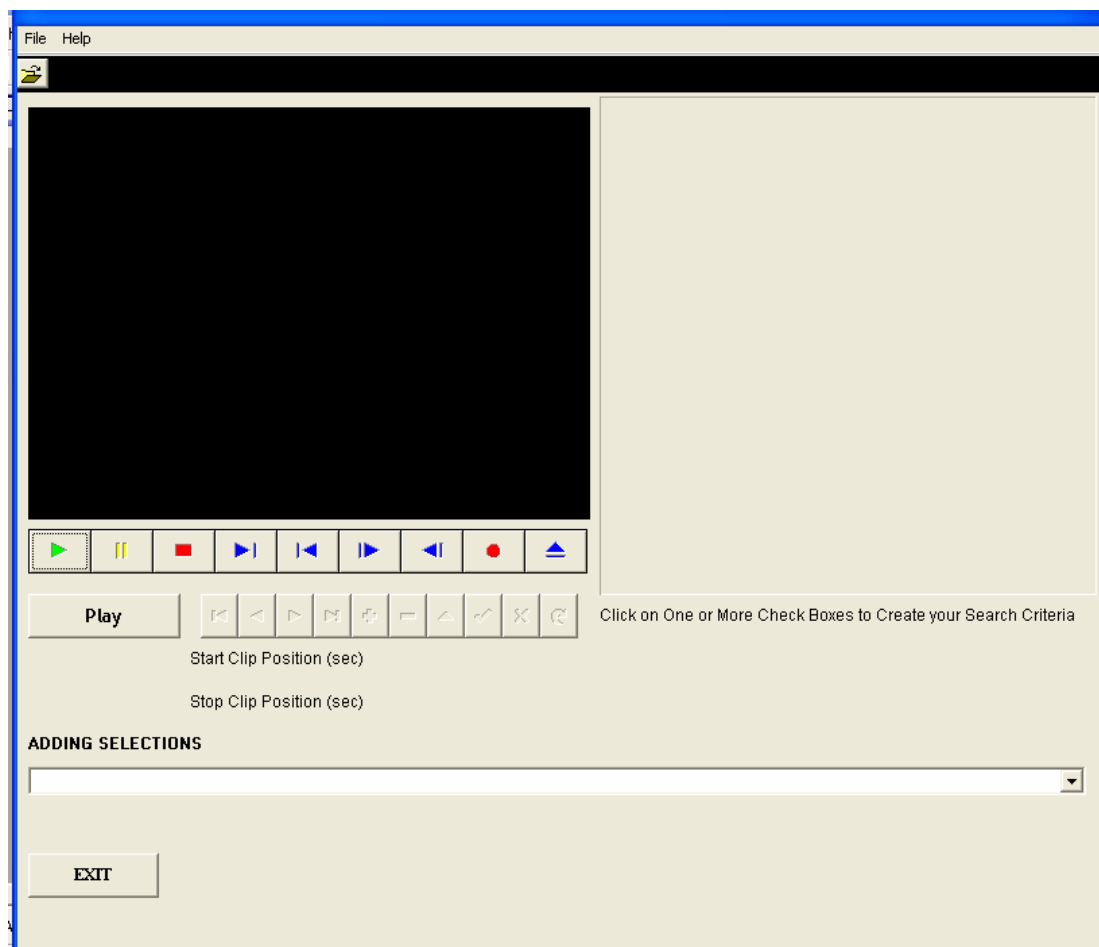 File Help
Play
Click on One or More Check Boxes to Create your Search Criteria
Start Clip Position (sec)
Stop Clip Position (sec)
ADDING SELECTIONS
EXIT